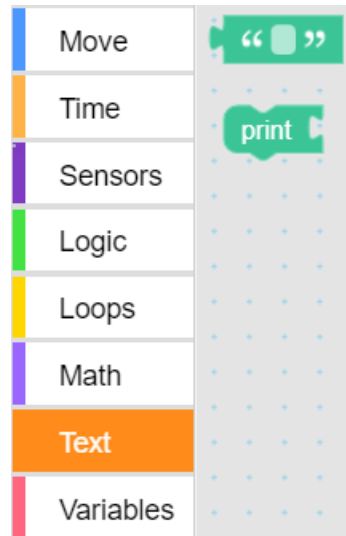 Move
Time
Sensors
Logic
Loops
Math
Text
Variables
“ ”
print